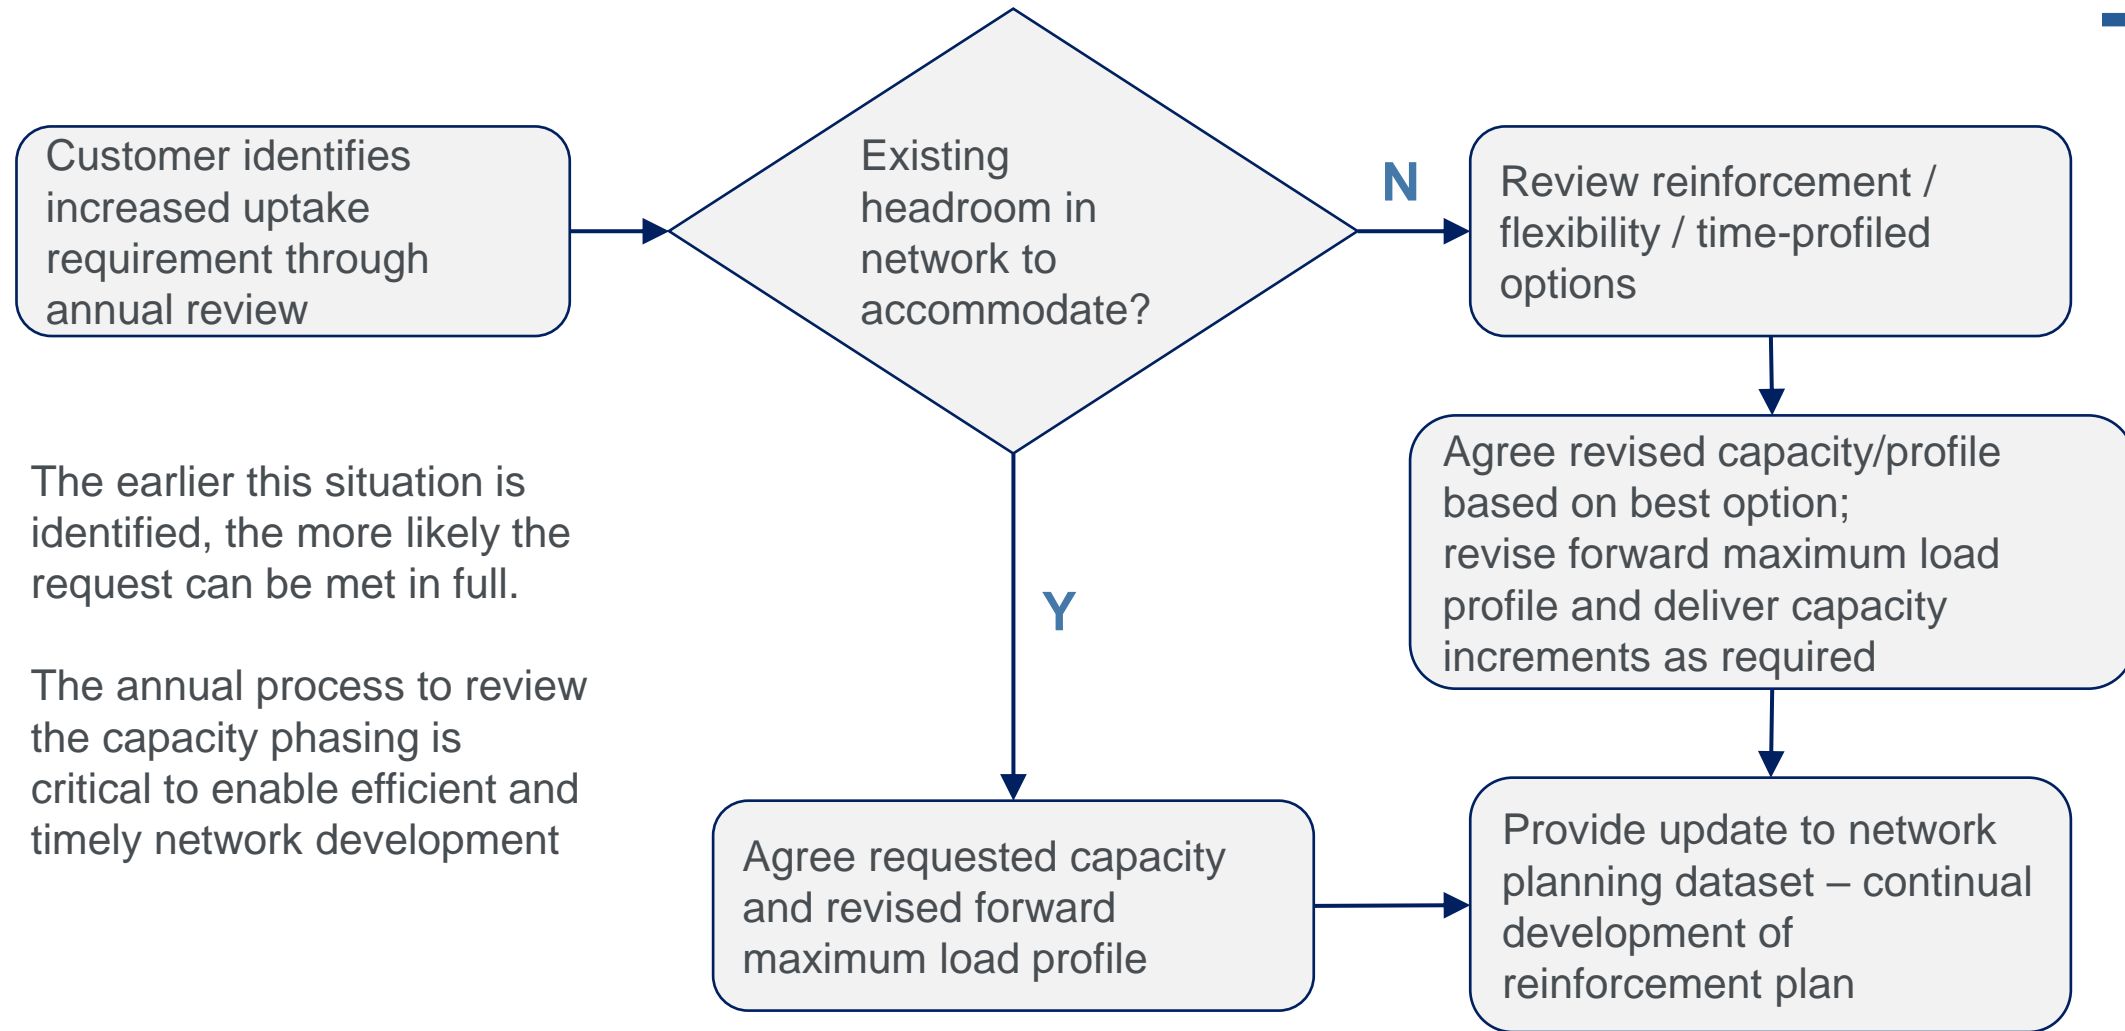 Customer identifies
increased uptake
requirement through
annual review
Existing
headroom in
network to
accommodate?
N
Review reinforcement /
flexibility / time-profiled
options
Agree revised capacity/profile
based on best option;
revise forward maximum load
profile and deliver capacity
increments as required
Y
The earlier this situation is
identified, the more likely the
request can be met in full.
The annual process to review
the capacity phasing is
critical to enable efficient and
timely network development
Agree requested capacity
and revised forward
maximum load profile
Provide update to network
planning dataset – continual
development of
reinforcement plan